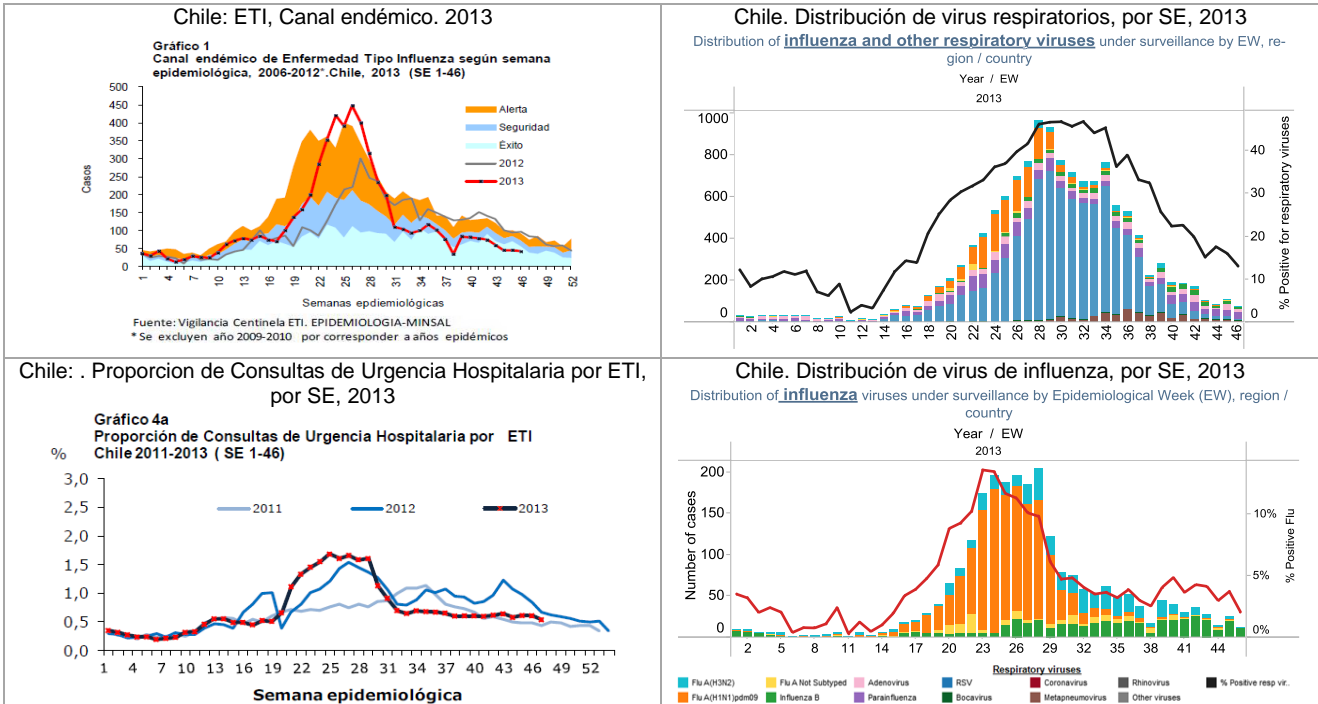 Chile: ETI, Canal endémico. 2013
Gráfico 1
Canal endémico de Enfermedad Tipo Influenza según semana
epidemiológica, 2006-2012*.Chile, 2013 (SE 1-46)
500
450
400
350
300
250
200
150
100
50
0
Casos
Alerta
Seguridad
Éxito
2012
2013
1 4 7 10 13 16 19 22 25 28 31 34 37 40 43 46 49 52
Semanas epdiemiológicas
Fuente: Vigilancia Centinela ETI. EPIDEMIOLOGIA-MINSAL
* Se excluyen año 2009-2010 por corresponder a años epidémicos
Chile. Distribución de virus respiratorios, por SE, 2013
Distribution of influenza and other respiratory viruses under surveillance by EW, re-
gion / country
Year / EW
2013
1000
800
600
400
200
0
40
30
20
10
0
% Positive for respiratory viruses
2 4 6 8 10 12 14 16 18 20 22 24 26 28 30 32 34 36 38 40 42 44 46
Chile: . Proporcion de Consultas de Urgencia Hospitalaria por ETI,
por SE, 2013
Gráfico 4a
Proporción de Consultas de Urgencia Hospitalaria por ETI
Chile 2011-2013 ( SE 1-46)
%
3,0
2,5
2,0
1,5
1,0
0,5
0,0
2011
2012
2013
1 4 8 12 16 20 24 28 32 36 40 44 48 52
Semana epidemiológica
Chile. Distribución de virus de influenza, por SE, 2013
Distribution of influenza viruses under surveillance by Epidemiological Week (EW), region /
country
Year / EW
2013
200
150
100
50
0
Number of cases
10%
5%
0%
% Positive Flu
2 5 8 11 14 17 20 23 26 29 32 35 38 41 44
Respiratory viruses
Flu A(H3N2)
Flu A Not Subtyped
Adenovirus
RSV
Coronavirus
Rhinovirus
% Positive resp vir..
Flu A(H1N1)pdm09
Influenza B
Parainfluenza
Bocavirus
Metapneumovirus
Other viruses